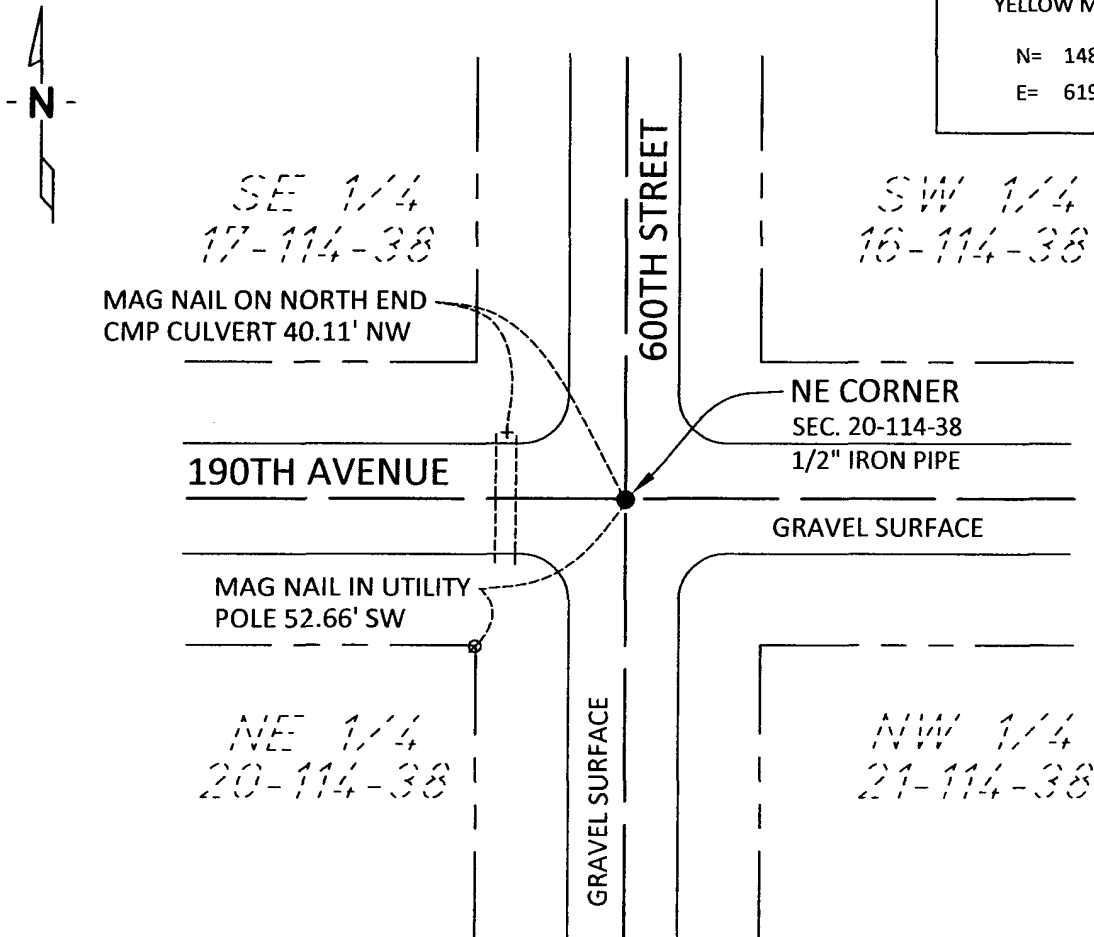 YELLOW M
N= 148
E= 619
- N -
600TH STREET
SE 1/4
17-114-38
SW 1/4
16-114-38
MAG NAIL ON NORTH END
CMP CULVERT 40.11' NW
NE CORNER
SEC. 20-114-38
1/2" IRON PIPE
190TH AVENUE
GRAVEL SURFACE
MAG NAIL IN UTILITY
POLE 52.66' SW
GRAVEL SURFACE
NE 1/4
20-114-38
NW 1/4
21-114-38